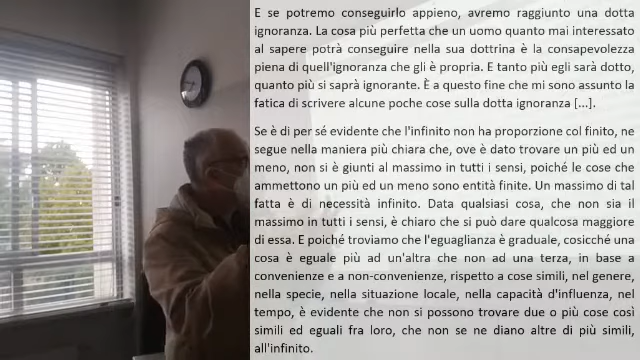 E se potremo conseguirlo appieno, avremo raggiunto una dotta
ignoranza. La cosa più perfetta che un uomo quanto mai interessato
al sapere potrà conseguire nella sua dottrina è la consapevolezza
piena di quell'ignoranza che gli è propria. E tanto più egli sarà dotto,
quanto più si saprà ignorante. È a questo fine che mi sono assunto la
fatica di scrivere alcune poche cose sulla dotta ignoranza [...].
Se è di per sé evidente che l'infinito non ha proporzione col finito, ne
segue nella maniera più chiara che, ove è dato trovare un più ed un
meno, non si è giunti al massimo in tutti i sensi, poiché le cose che
ammettono un più ed un meno sono entità finite. Un massimo di tal
fatta è di necessità infinito. Data qualsiasi cosa, che non sia il
massimo in tutti i sensi, è chiaro che si può dare qualcosa maggiore
di essa. E poiché troviamo che l'eguaglianza è graduale, cosicché una
cosa è eguale più ad un'altra che non ad una terza, in base a
convenienze e a non-convenienze, rispetto a cose simili, nel genere,
nella specie, nella situazione locale, nella capacità d'influenza, nel
tempo, è evidente che non si possono trovare due o più cose così
simili ed eguali fra loro, che non se ne diano altre di più simili,
all'infinito.